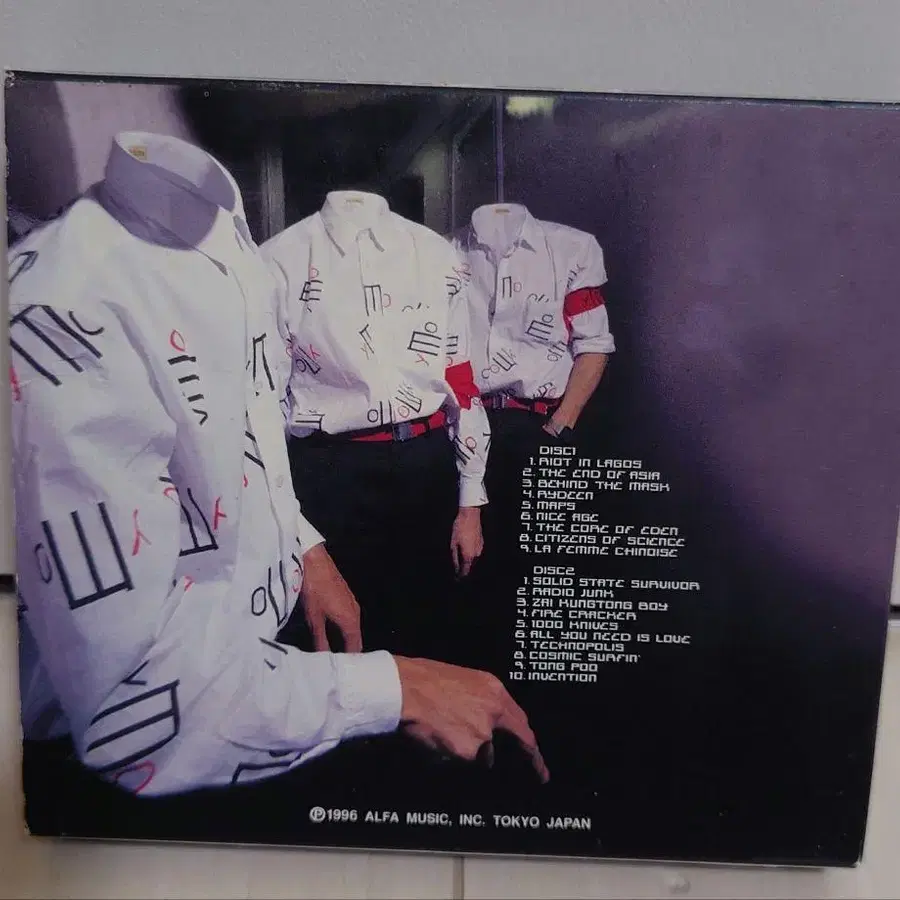 DISC1
1. RIOT IN LAGOS
2. THE END OF ASIA
3. BEHIND THE MASK
4. RYDEEN
5. MAPS
6. NICE AGE
7. THE CORE OF EDEN
8. CITIZENS OF SCIENCE
9. LA FEMME CHINOISE
DISC2
1. SOLID STATE SURVIVOR
2. RADIO JUNK
3. ZAI KUNGTONG BOY
4. FIRE CRACKER
5. 1000 KNIVES
6. ALL YOU NEED IS LOVE
7. TECHNOPOLIS
8. COSMIC SURFIN'
9. TONG POO
10. INVENTION
Ⓟ1996 ALFA MUSIC, INC. TOKYO JAPAN